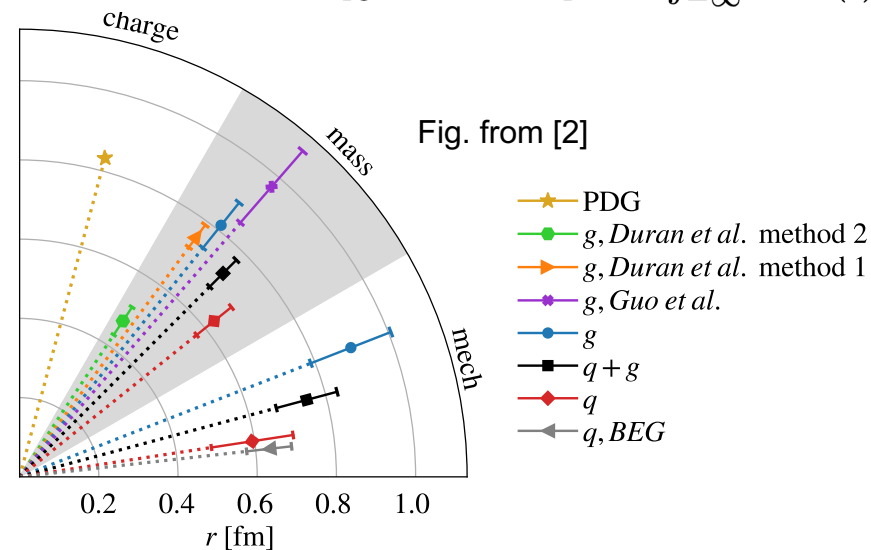 charge
mass
mech
Fig. from [2]
PDG
g, Duran et al. method 2
g, Duran et al. method 1
g, Guo et al.
g
q + g
q
q, BEG
0.2 0.4 0.6 0.8 1.0
r [fm]